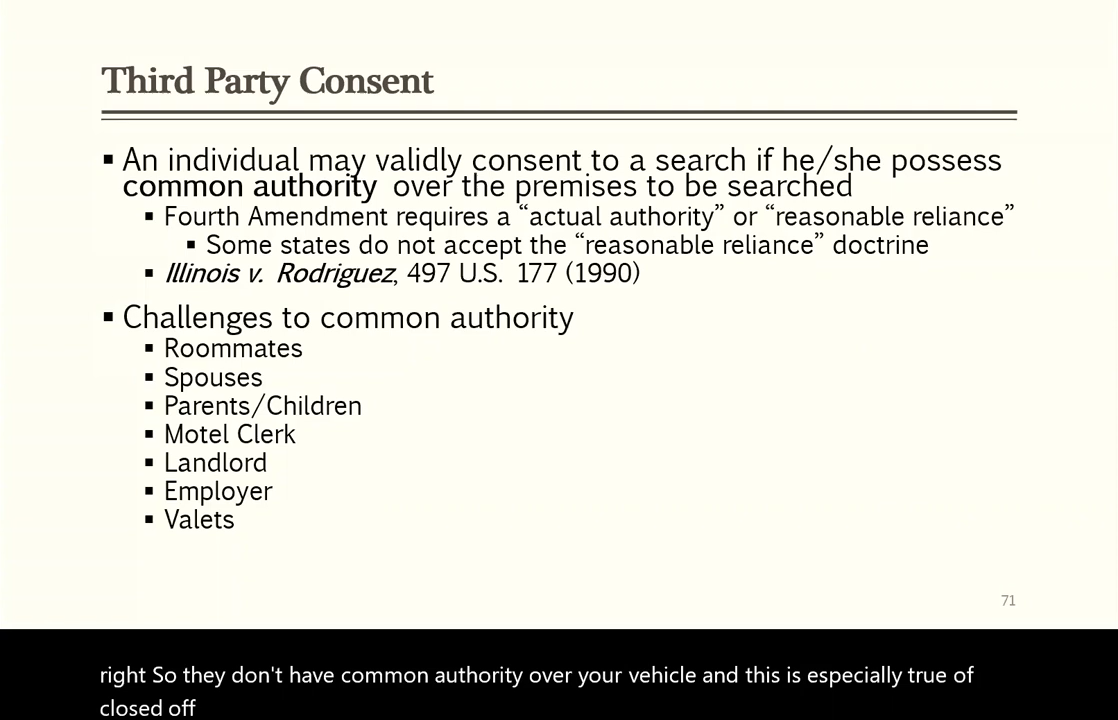 Third Party Consent
▪ An individual may validly consent to a search if he/she possess
common authority over the premises to be searched
▪ Fourth Amendment requires a “actual authority” or “reasonable reliance”
▪ Some states do not accept the “reasonable reliance” doctrine
▪ Illinois v. Rodriguez, 497 U.S. 177 (1990)
▪ Challenges to common authority
▪ Roommates
▪ Spouses
▪ Parents/Children
▪ Motel Clerk
▪ Landlord
▪ Employer
▪ Valets
71
right So they don't have common authority over your vehicle and this is especially true of
closed off